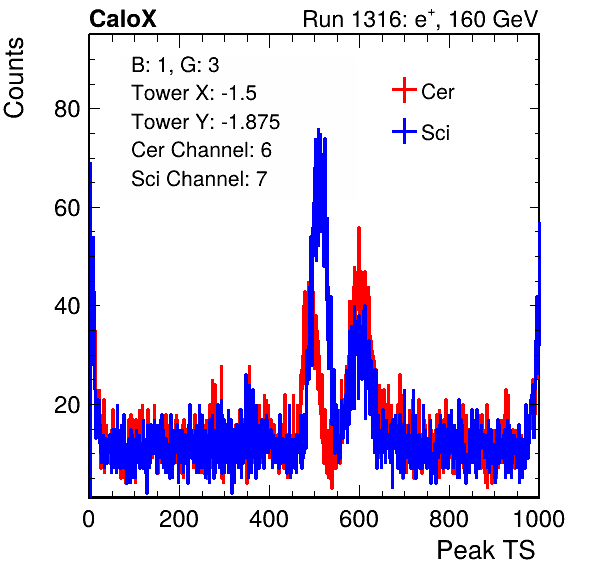 CaloX Run 1316: e+, 160 GeV
Counts
B: 1, G: 3
Tower X: -1.5
Tower Y: -1.875
Cer Channel: 6
Sci Channel: 7
Cer
Sci
80
60
40
20
0 200 400 600 800 1000
Peak TS